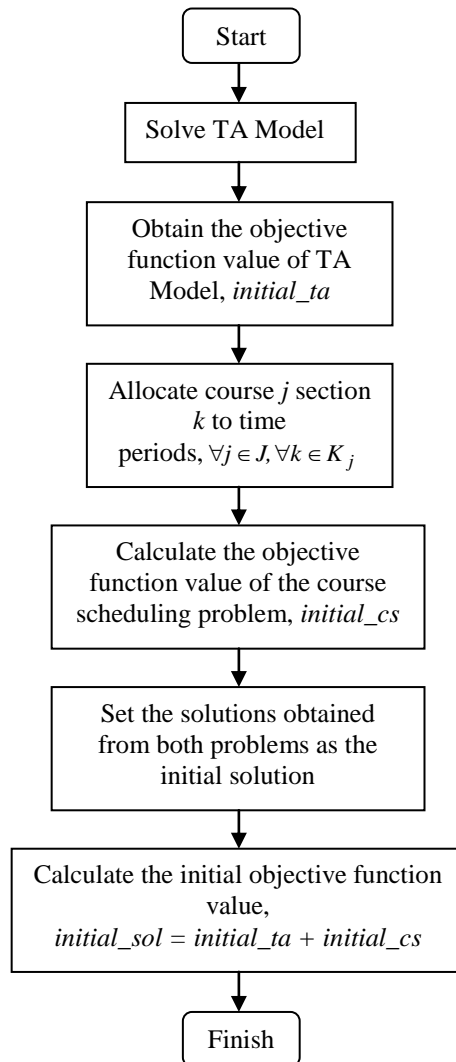 Start
Solve TA Model
Obtain the objective
function value of TA
Model, initial_ta
Allocate course j section
k to time
periods, ∀j ∈ J, ∀k ∈ K_j
Calculate the objective
function value of the course
scheduling problem, initial_cs
Set the solutions obtained
from both problems as the
initial solution
Calculate the initial objective function
value,
initial_sol = initial_ta + initial_cs
Finish